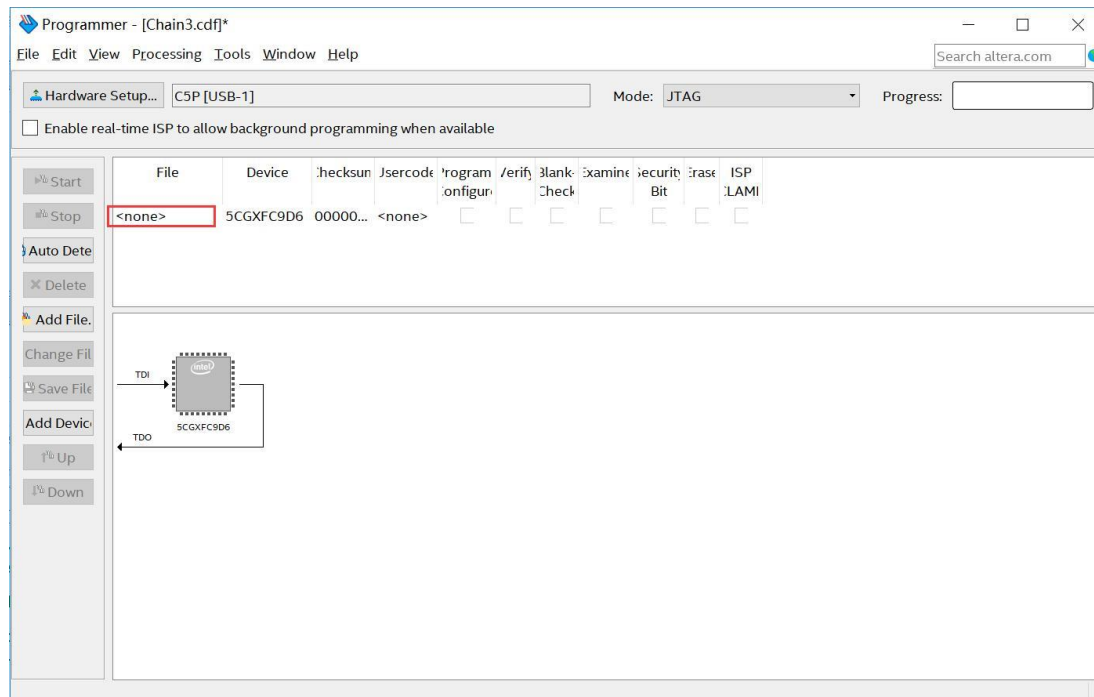 Programmer - [Chain3.cdf]*
File Edit View Processing Tools Window Help
Search altera.com
Hardware Setup... C5P [USB-1] Mode: JTAG Progress:
Enable real-time ISP to allow background programming when available
Start
Stop
Auto Dete
Delete
Add File.
Change Fil
Save File
Add Devic
Up
Down
File Device Checksun Usercode Program Verify Blank- Examine Security Erase ISP
Configure Check Bit CLAMI
<none> 5CGXFC9D6 00000... <none>
TDI
intel
5CGXFC9D6
TDO